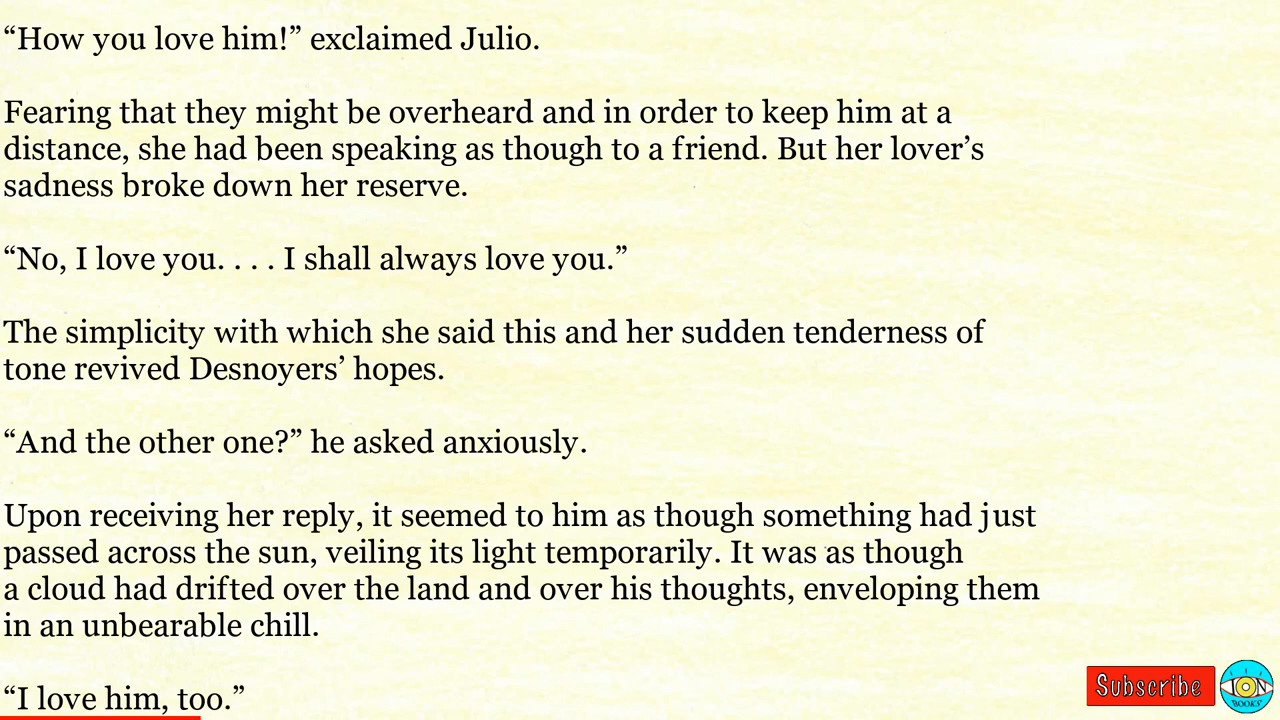 “How you love him!” exclaimed Julio.
Fearing that they might be overheard and in order to keep him at a
distance, she had been speaking as though to a friend. But her lover’s
sadness broke down her reserve.
“No, I love you. . . . I shall always love you.”
The simplicity with which she said this and her sudden tenderness of
tone revived Desnoyers’ hopes.
“And the other one?” he asked anxiously.
Upon receiving her reply, it seemed to him as though something had just
passed across the sun, veiling its light temporarily. It was as though
a cloud had drifted over the land and over his thoughts, enveloping them
in an unbearable chill.
“I love him, too.”
Subscribe
ION
BOOKS